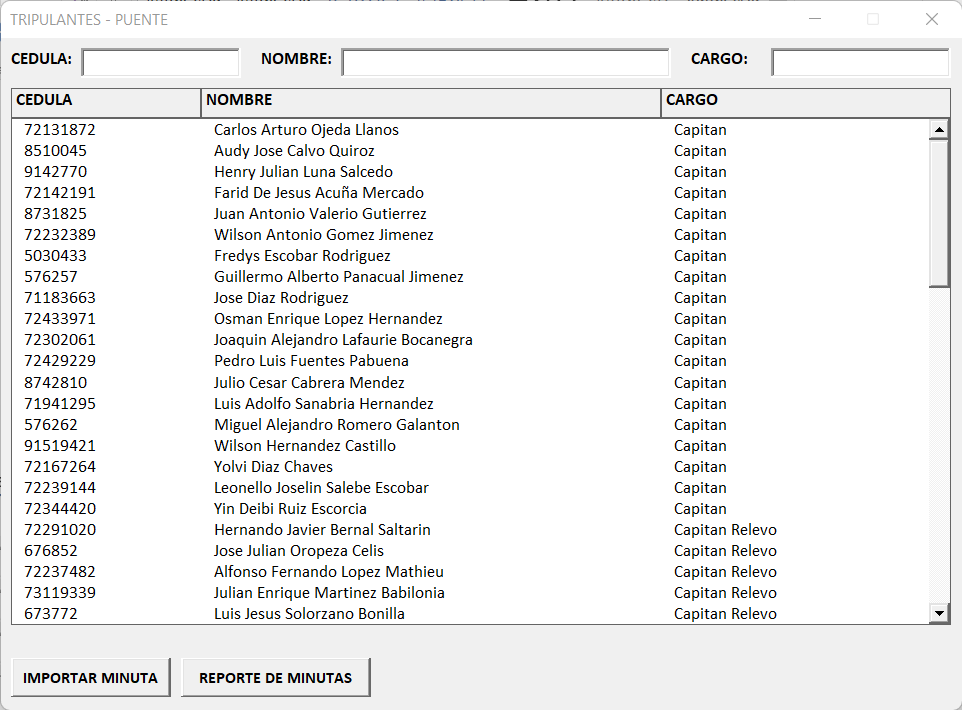 TRIPULANTES - PUENTE
CEDULA: NOMBRE: CARGO:
CEDULA NOMBRE CARGO
72131872 Carlos Arturo Ojeda Llanos Capitan
8510045 Audy Jose Calvo Quiroz Capitan
9142770 Henry Julian Luna Salcedo Capitan
72142191 Farid De Jesus Acuña Mercado Capitan
8731825 Juan Antonio Valerio Gutierrez Capitan
72232389 Wilson Antonio Gomez Jimenez Capitan
5030433 Fredys Escobar Rodriguez Capitan
576257 Guillermo Alberto Panacual Jimenez Capitan
71183663 Jose Diaz Rodriguez Capitan
72433971 Osman Enrique Lopez Hernandez Capitan
72302061 Joaquin Alejandro Lafaurie Bocanegra Capitan
72429229 Pedro Luis Fuentes Pabuena Capitan
8742810 Julio Cesar Cabrera Mendez Capitan
71941295 Luis Adolfo Sanabria Hernandez Capitan
576262 Miguel Alejandro Romero Galanton Capitan
91519421 Wilson Hernandez Castillo Capitan
72167264 Yolvi Diaz Chaves Capitan
72239144 Leonello Joselin Salebe Escobar Capitan
72344420 Yin Deibi Ruiz Escorcia Capitan
72291020 Hernando Javier Bernal Saltarin Capitan Relevo
676852 Jose Julian Oropeza Celis Capitan Relevo
72237482 Alfonso Fernando Lopez Mathieu Capitan Relevo
73119339 Julian Enrique Martinez Babilonia Capitan Relevo
673772 Luis Jesus Solorzano Bonilla Capitan Relevo
IMPORTAR MINUTA REPORTE DE MINUTAS